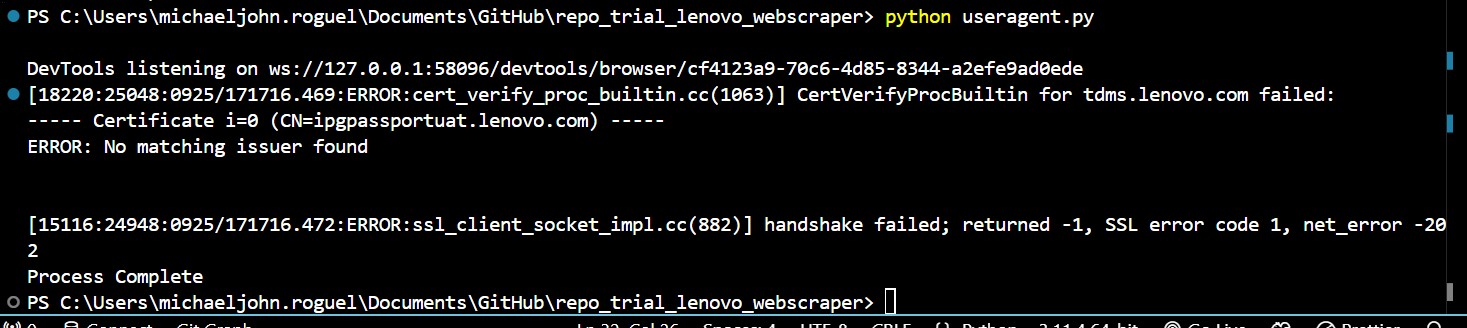 PS C:\Users\michaeljohn.roguel\Documents\GitHub\repo_trial_lenovo_webscraper> python useragent.py
DevTools listening on ws://127.0.0.1:58096/devtools/browser/cf4123a9-70c6-4d85-8344-a2efe9ad0ede
[18220:25048:0925/171716.469:ERROR:cert_verify_proc_builtin.cc(1063)] CertVerifyProcBuiltin for tdms.lenovo.com failed:
----- Certificate i=0 (CN=ipgpassportuat.lenovo.com) -----
ERROR: No matching issuer found
[15116:24948:0925/171716.472:ERROR:ssl_client_socket_impl.cc(882)] handshake failed; returned -1, SSL error code 1, net_error -20
2
Process Complete
PS C:\Users\michaeljohn.roguel\Documents\GitHub\repo_trial_lenovo_webscraper>